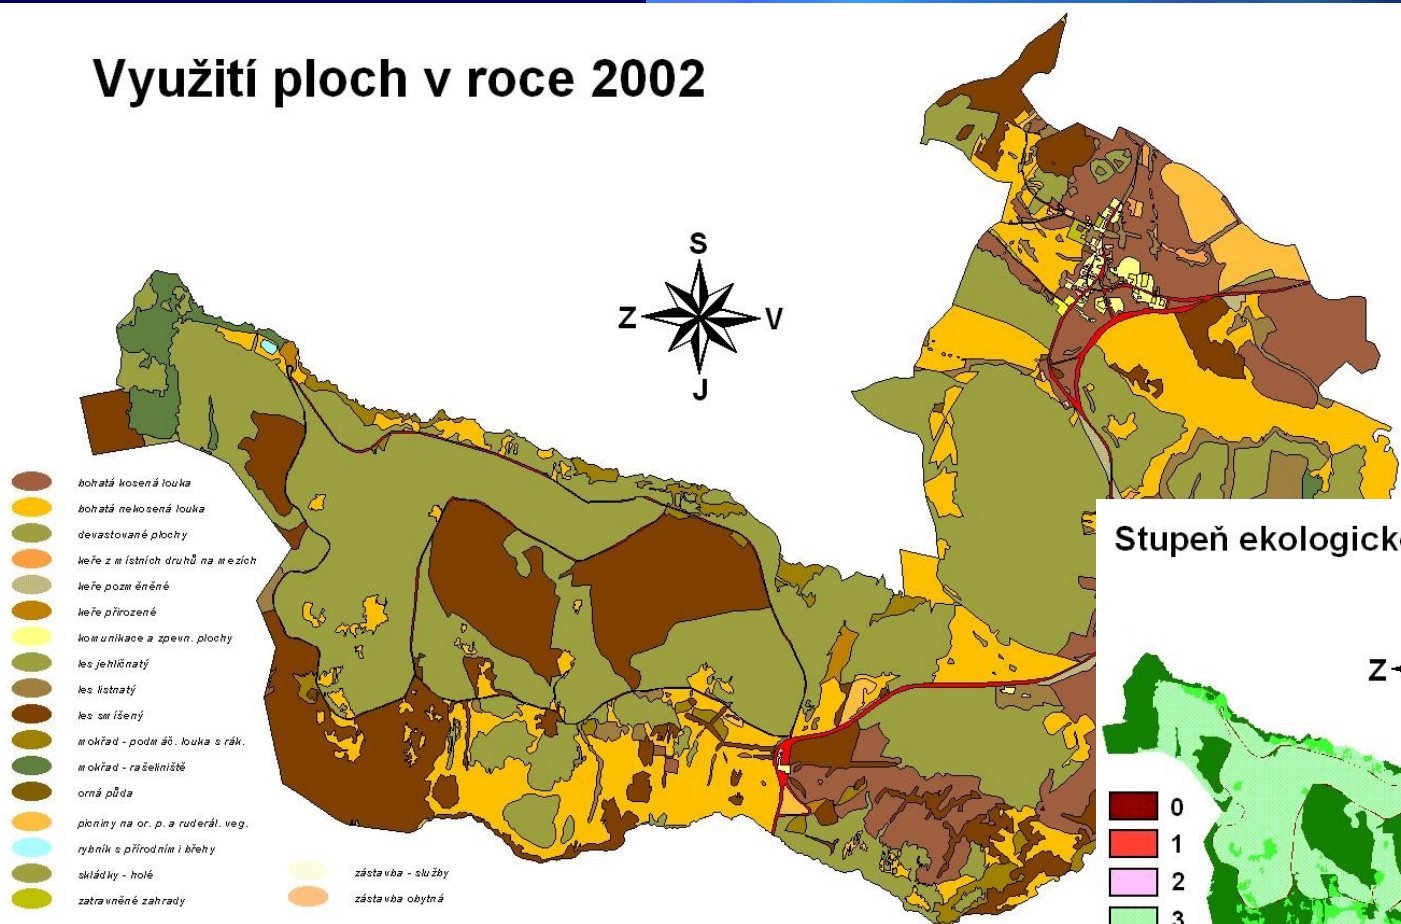 Využití ploch v roce 2002
S
Z
V
J
bohatá kosená louka
bohatá nekosená louka
devastované plochy
keře z místních druhů na mezích
keře pozměněné
keře přirozené
komunikace a zpevn. plochy
les jehličnatý
les listnatý
les smíšený
mokřad - podmáč. louka s rák.
mokřad - rašeliniště
orná půda
pioniny na or. p. a ruderál. veg.
rybník s přírodními břehy
skládky - holé
zatravněné zahrady
zástavba - služby
zástavba obytná
Stupeň ekologické
Z
0
1
2
3